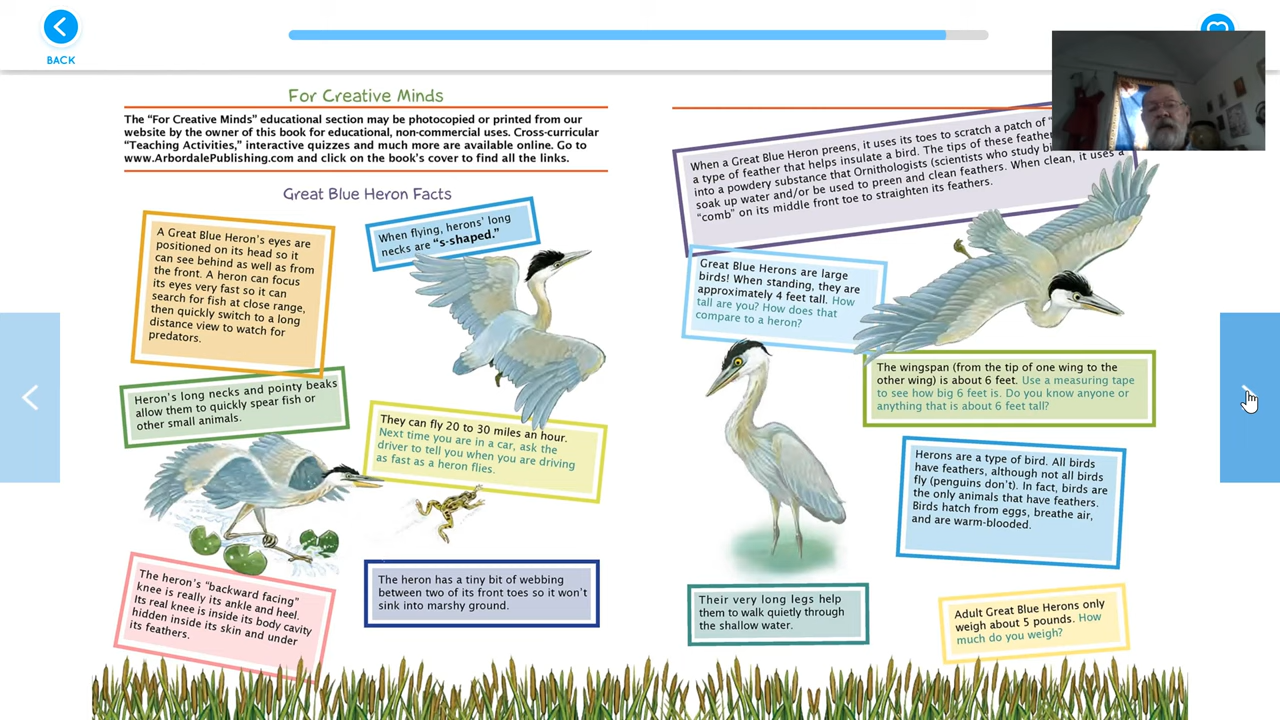 BACK
For Creative Minds
The “For Creative Minds” educational section may be photocopied or printed from our
website by the owner of this book for educational, non-commercial uses. Cross-curricular
“Teaching Activities,” interactive quizzes and much more are available online. Go to
www.ArbordalePublishing.com and click on the book’s cover to find all the links.
Great Blue Heron Facts
A Great Blue Heron’s eyes are
positioned on its head so it
can see behind as well as from
the front. A heron can focus
its eyes very fast so it can
search for fish at close range,
then quickly switch to a long
distance view to watch for
predators.
When flying, herons’ long
necks are “s-shaped.”
Heron’s long necks and pointy beaks
allow them to quickly spear fish or
other small animals.
They can fly 20 to 30 miles an hour.
Next time you are in a car, ask the
driver to tell you when you are driving
as fast as a heron flies.
The heron’s “backward facing”
knee is really its ankle and heel.
Its real knee is inside its body cavity
hidden inside its skin and under
its feathers.
The heron has a tiny bit of webbing
between two of its front toes so it won’t
sink into marshy ground.
When a Great Blue Heron preens, it uses its toes to scratch a patch of
a type of feather that helps insulate a bird. The tips of these
into a powdery substance that Ornithologists (scientists who study
soak up water and/or be used to preen and clean feathers. When clean, it uses a
“comb” on its middle front toe to straighten its feathers.
Great Blue Herons are large
birds! When standing, they are
approximately 4 feet tall. How
tall are you? How does that
compare to a heron?
The wingspan (from the tip of one wing to the
other wing) is about 6 feet. Use a measuring tape
to see how big 6 feet is. Do you know anyone or
anything that is about 6 feet tall?
Herons are a type of bird. All birds
have feathers, although not all birds
fly (penguins don’t). In fact, birds are
the only animals that have feathers.
Birds hatch from eggs, breathe air,
and are warm-blooded.
Their very long legs help
them to walk quietly through
the shallow water.
Adult Great Blue Herons only
weigh about 5 pounds. How
much do you weigh?